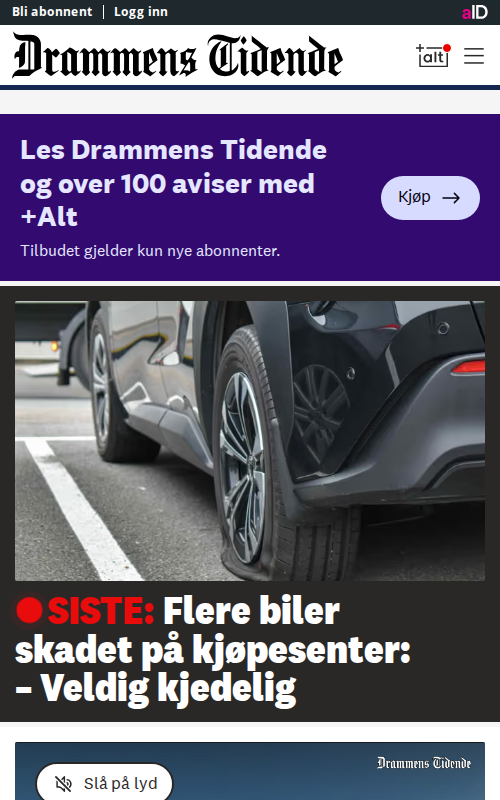 Bli abonnent Logg inn aID
Drammens Tidende +alt
Les Drammens Tidende
og over 100 aviser med
+Alt
Kjøp
Tilbudet gjelder kun nye abonnenter.
SISTE: Flere biler
skadet på kjøpesenter:
– Veldig kjedelig
Drammens Tidende
Slå på lyd